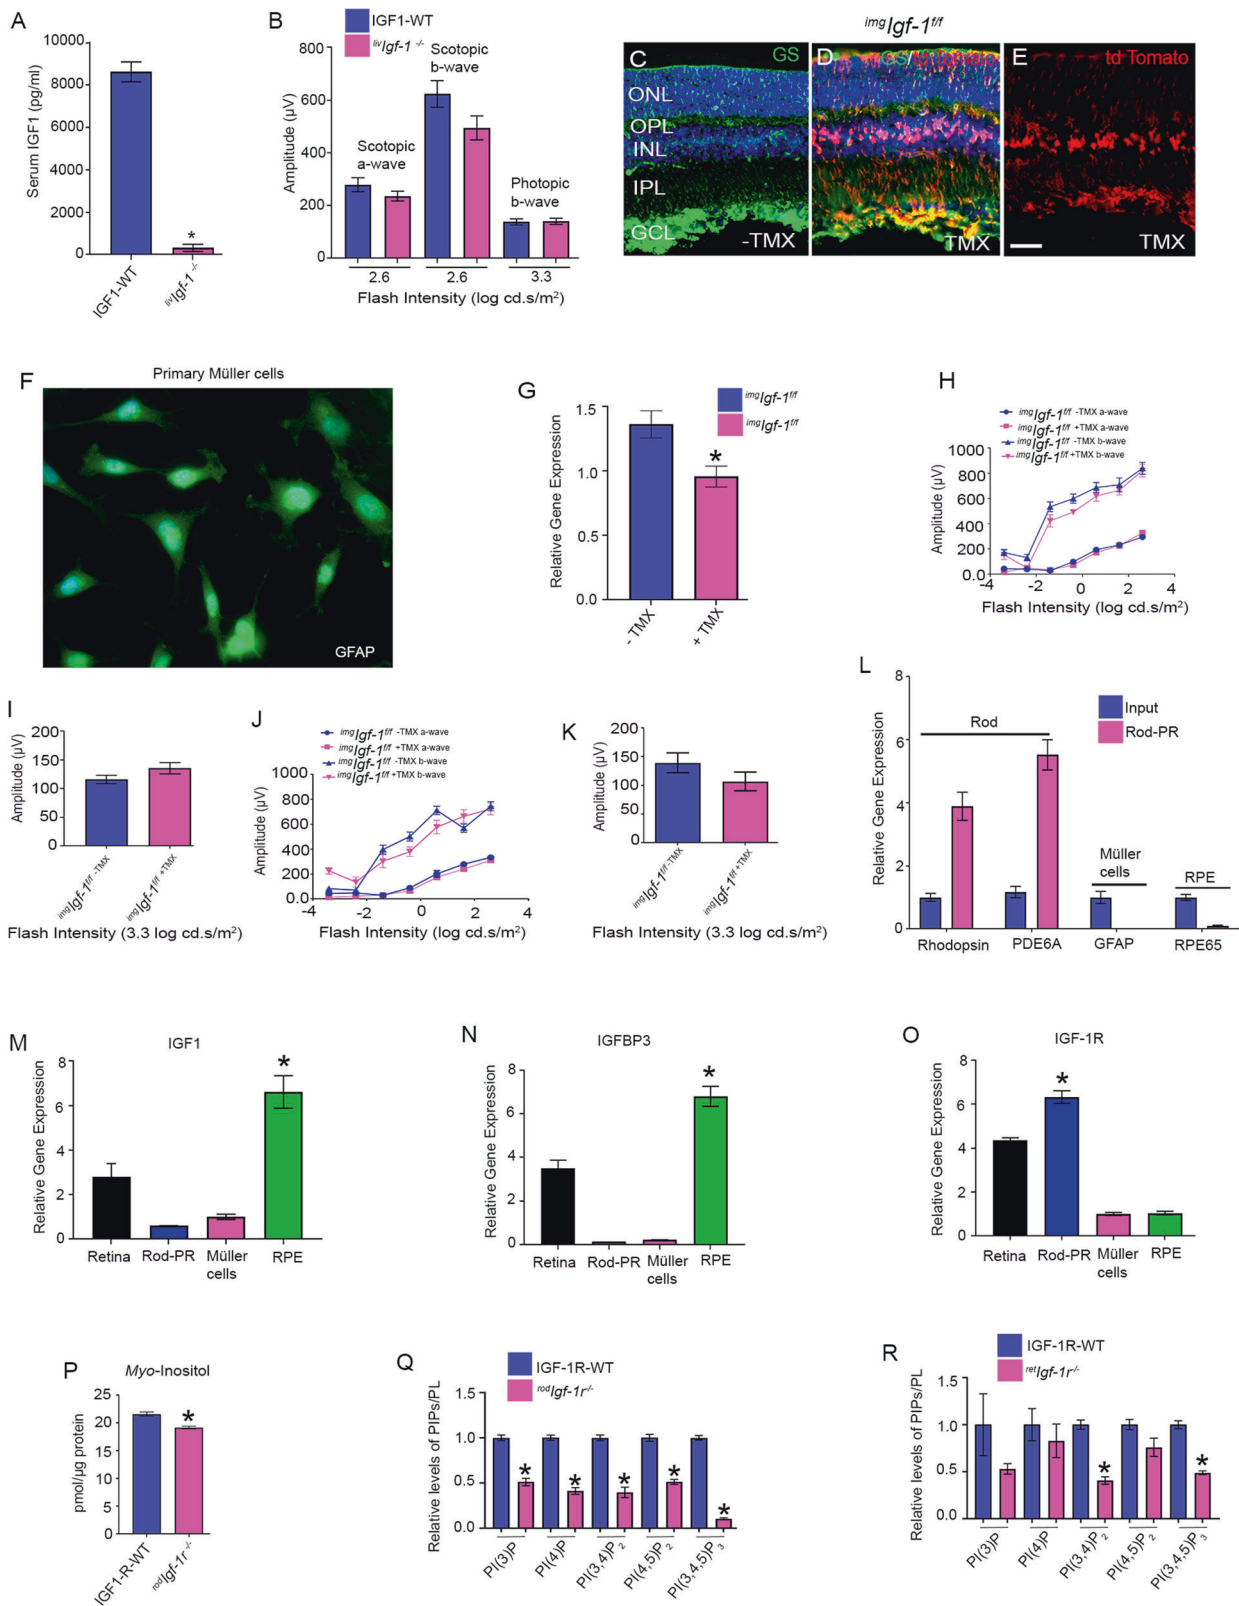 A
10000
8000
6000
4000
2000
0
Serum IGF1 (pg/ml)
*
IGF1-WT
livIgf-1 -/-
B
IGF1-WT
livIgf-1 -/-
800
600
400
200
0
Amplitude (µV)
Scotopic
b-wave
Scotopic
a-wave
Photopic
b-wave
2.6
2.6
3.3
Flash Intensity (log cd.s/m²)
imgIgf-1f/f
C
GS
ONL
OPL
INL
IPL
GCL
-TMX
D
GS/td Tomato
TMX
E
td Tomato
TMX
F
Primary Müller cells
GFAP
G
imgIgf-1f/f
imgIgf-1f/f
1.5
1.0
0.5
0.0
Relative Gene Expression
*
- TMX
+ TMX
H
imgIgf-1f/f -TMX a-wave
imgIgf-1f/f +TMX a-wave
imgIgf-1f/f -TMX b-wave
imgIgf-1f/f +TMX b-wave
1000
800
600
400
200
0.0
Amplitude (µV)
-4 -2 0 2 4
Flash Intensity (log cd.s/m²)
I
200
150
100
50
0
Amplitude (µV)
imgIgf-1f/f -TMX
imgIgf-1f/f +TMX
Flash Intensity (3.3 log cd.s/m²)
J
imgIgf-1f/f -TMX a-wave
imgIgf-1f/f +TMX a-wave
imgIgf-1f/f -TMX b-wave
imgIgf-1f/f +TMX b-wave
1000
800
600
400
200
0.0
Amplitude (µV)
-4 -2 0 2 4
Flash Intensity (log cd.s/m²)
K
200
150
100
50
0
Amplitude (µV)
imgIgf-1f/f -TMX
imgIgf-1f/f +TMX
Flash Intensity (3.3 log cd.s/m²)
L
Input
Rod-PR
8
6
4
2
0
Relative Gene Expression
Rod
Müller
cells
RPE
Rhodopsin PDE6A GFAP RPE65
M
IGF1
8
6
4
2
0
Relative Gene Expression
*
Retina Rod-PR Müller RPE
cells
N
IGFBP3
8
6
4
2
0
Relative Gene Expression
*
Retina Rod-PR Müller RPE
cells
O
IGF-1R
8
6
4
2
0
Relative Gene Expression
*
Retina Rod-PR Müller RPE
cells
P
Myo-Inositol
25
20
15
10
5
0
pmol/µg protein
*
IGF1-R-WT
rodIgf-1r-/-
Q
IGF-1R-WT
rodIgf-1r-/-
1.5
1.0
0.5
0.0
Relative levels of PIPs/PL
* * * * *
PI(3)P
PI(4)P
PI(3,4)P2
PI(4,5)P2
PI(3,4,5)P3
R
IGF-1R-WT
retIgf-1r-/-
1.5
1.0
0.5
0.0
Relative levels of PIPs/PL
* *
PI(3)P
PI(4)P
PI(3,4)P2
PI(4,5)P2
PI(3,4,5)P3